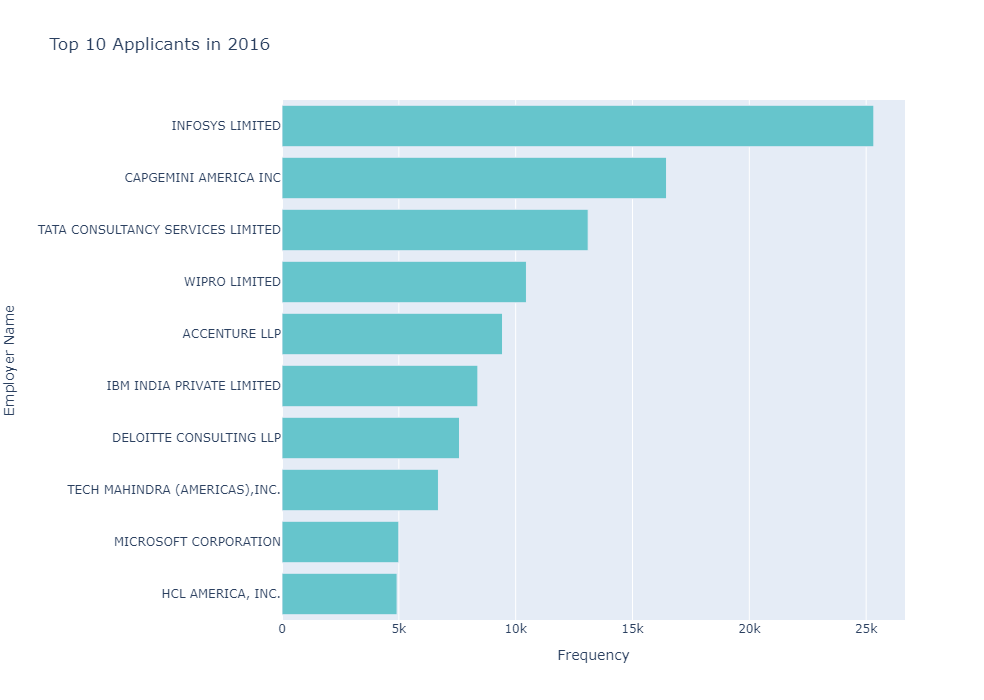 Top 10 Applicants in 2016
INFOSYS LIMITED
CAPGEMINI AMERICA INC
TATA CONSULTANCY SERVICES LIMITED
WIPRO LIMITED
ACCENTURE LLP
IBM INDIA PRIVATE LIMITED
DELOITTE CONSULTING LLP
TECH MAHINDRA (AMERICAS),INC.
MICROSOFT CORPORATION
HCL AMERICA, INC.
Employer Name
0 5k 10k 15k 20k 25k
Frequency